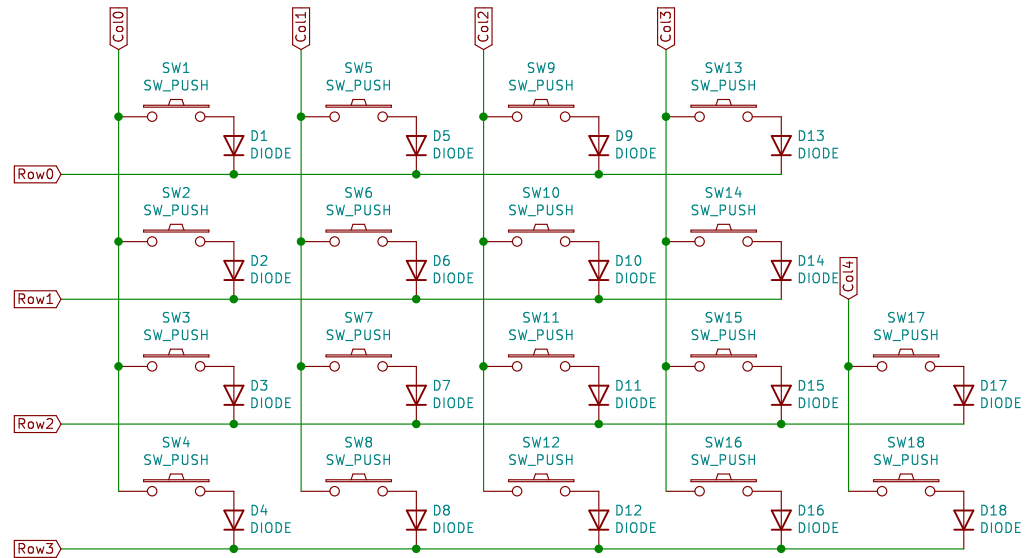 Col0
Col1
Col2
Col3
SW1
SW_PUSH
SW5
SW_PUSH
SW9
SW_PUSH
SW13
SW_PUSH
D1
DIODE
D5
DIODE
D9
DIODE
D13
DIODE
Row0
SW2
SW_PUSH
SW6
SW_PUSH
SW10
SW_PUSH
SW14
SW_PUSH
D2
DIODE
D6
DIODE
D10
DIODE
D14
DIODE
Col4
Row1
SW3
SW_PUSH
SW7
SW_PUSH
SW11
SW_PUSH
SW15
SW_PUSH
SW17
SW_PUSH
D3
DIODE
D7
DIODE
D11
DIODE
D15
DIODE
D17
DIODE
Row2
SW4
SW_PUSH
SW8
SW_PUSH
SW12
SW_PUSH
SW16
SW_PUSH
SW18
SW_PUSH
D4
DIODE
D8
DIODE
D12
DIODE
D16
DIODE
D18
DIODE
Row3